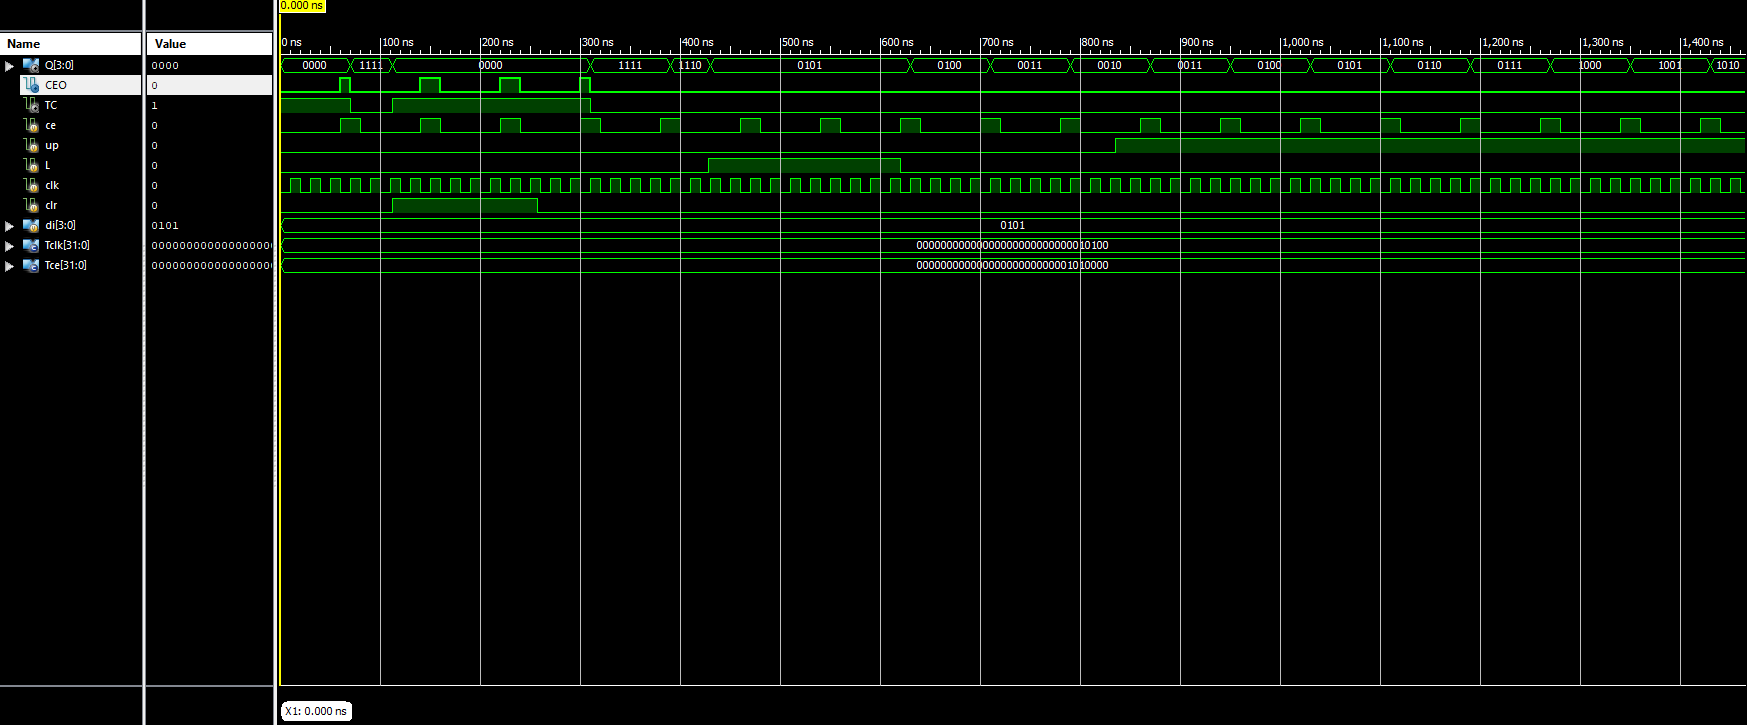 0.000 ns
Name Value
0 ns 100 ns 200 ns 300 ns 400 ns 500 ns 600 ns 700 ns 800 ns 900 ns 1,000 ns 1,100 ns 1,200 ns 1,300 ns 1,400 ns
Q[3:0] 0000 0000 1111 0000 1111 1110 0101 0100 0011 0010 0011 0100 0101 0110 0111 1000 1001 1010
CEO 0
TC 1
ce 0
up 0
L 0
clk 0
clr 0
di[3:0] 0101 0101
Tclk[31:0] 00000000000000000000000000010100
Tce[31:0] 00000000000000000000000001010000
X1: 0.000 ns